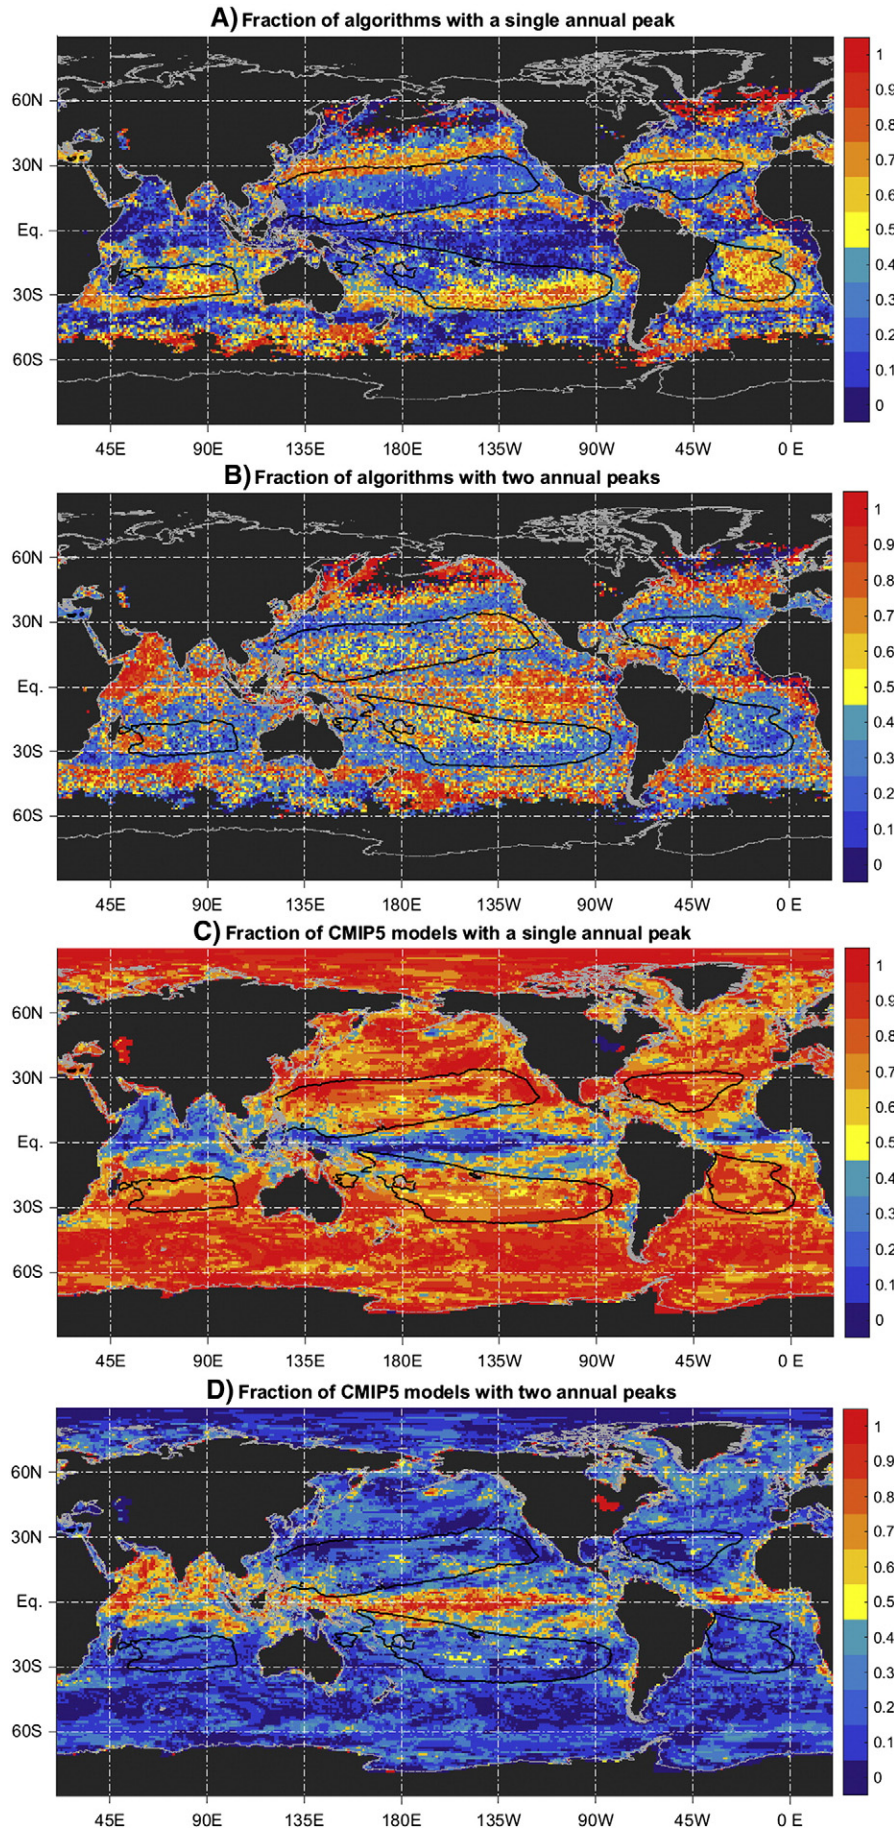 A) Fraction of algorithms with a single annual peak
60N
30N
Eq.
30S
60S
45E 90E 135E 180E 135W 90W 45W 0 E
1
0.9
0.8
0.7
0.6
0.5
0.4
0.3
0.2
0.1
0
B) Fraction of algorithms with two annual peaks
60N
30N
Eq.
30S
60S
45E 90E 135E 180E 135W 90W 45W 0 E
1
0.9
0.8
0.7
0.6
0.5
0.4
0.3
0.2
0.1
0
C) Fraction of CMIP5 models with a single annual peak
60N
30N
Eq.
30S
60S
45E 90E 135E 180E 135W 90W 45W 0 E
1
0.9
0.8
0.7
0.6
0.5
0.4
0.3
0.2
0.1
0
D) Fraction of CMIP5 models with two annual peaks
60N
30N
Eq.
30S
60S
45E 90E 135E 180E 135W 90W 45W 0 E
1
0.9
0.8
0.7
0.6
0.5
0.4
0.3
0.2
0.1
0